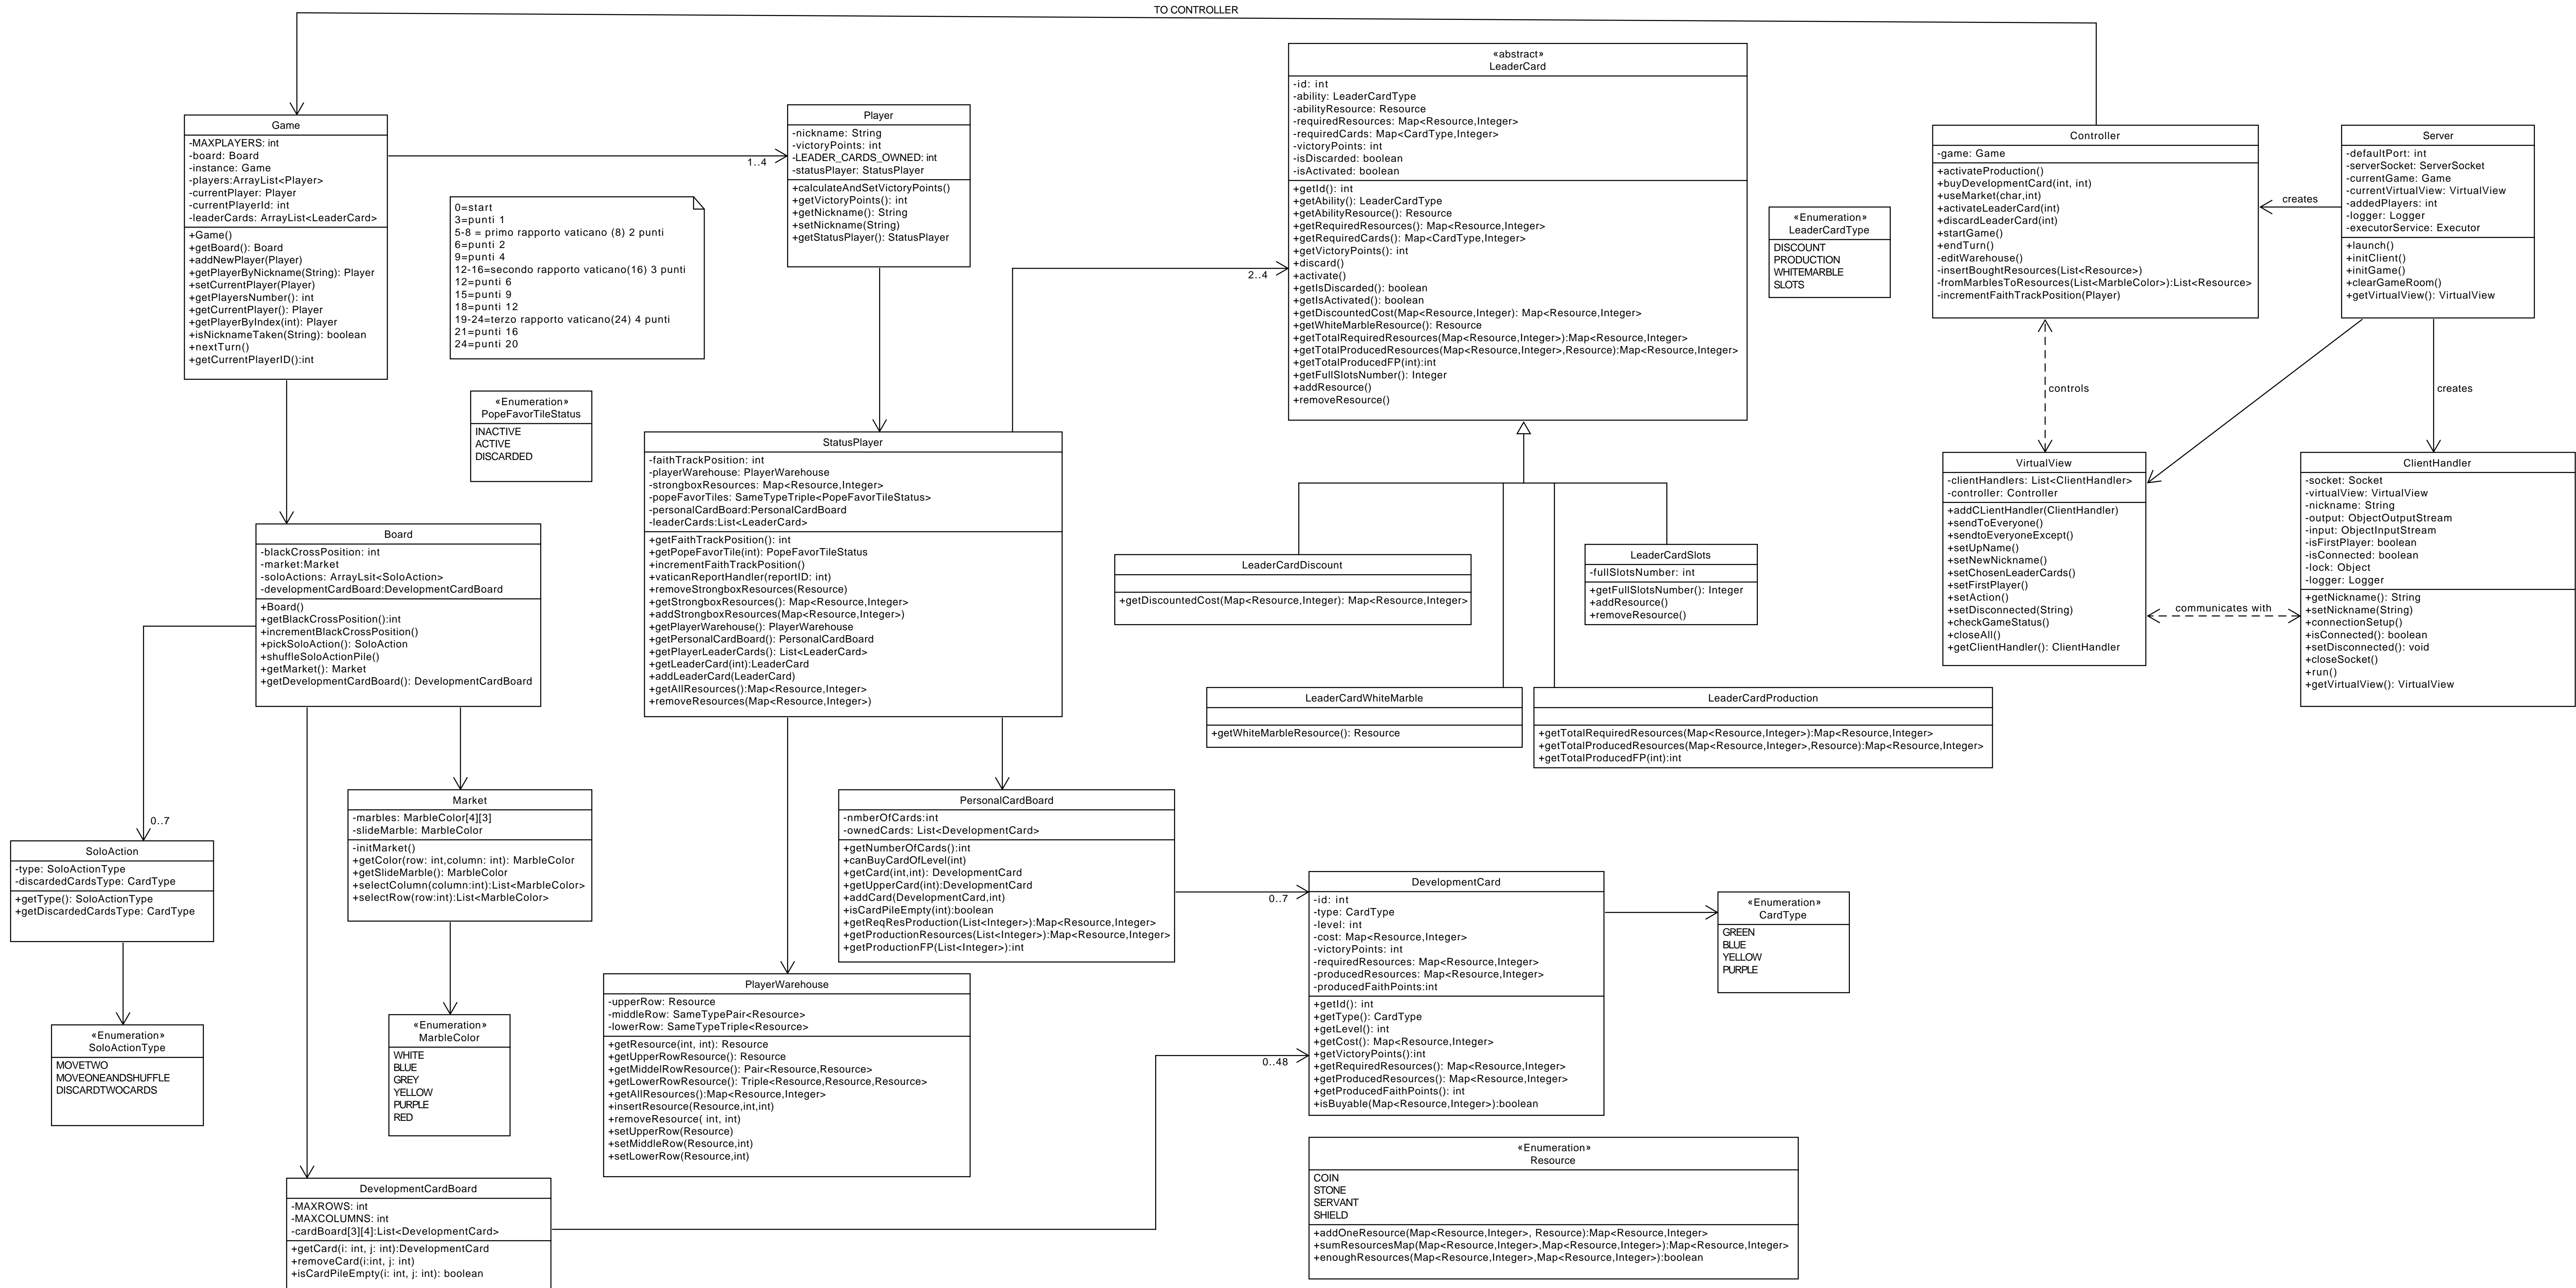 TO CONTROLLER
Game
-MAXPLAYERS: int
-board: Board
-instance: Game
-players:ArrayList<Player>
-currentPlayer: Player
-currentPlayerId: int
-leaderCards: ArrayList<LeaderCard>
+Game()
+getBoard(): Board
+addNewPlayer(Player)
+getPlayerByNickname(String): Player
+setCurrentPlayer(Player)
+getPlayersNumber(): int
+getCurrentPlayer(): Player
+getPlayerByIndex(int): Player
+isNicknameTaken(String): boolean
+nextTurn()
+getCurrentPlayerID():int
1..4
Player
-nickname: String
-victoryPoints: int
-LEADER_CARDS_OWNED: int
-statusPlayer: StatusPlayer
+calculateAndSetVictoryPoints()
+getVictoryPoints(): int
+getNickname(): String
+setNickname(String)
+getStatusPlayer(): StatusPlayer
0=start
3=punti 1
5-8 = primo rapporto vaticano (8) 2 punti
6=punti 2
9=punti 4
12-16=secondo rapporto vaticano(16) 3 punti
12=punti 6
15=punti 9
18=punti 12
19-24=terzo rapporto vaticano(24) 4 punti
21=punti 16
24=punti 20
«Enumeration»
PopeFavorTileStatus
INACTIVE
ACTIVE
DISCARDED
«abstract»
LeaderCard
-id: int
-ability: LeaderCardType
-abilityResource: Resource
-requiredResources: Map<Resource,Integer>
-requiredCards: Map<CardType,Integer>
-victoryPoints: int
-isDiscarded: boolean
-isActivated: boolean
+getId(): int
+getAbility(): LeaderCardType
+getAbilityResource(): Resource
+getRequiredResources(): Map<Resource,Integer>
+getRequiredCards(): Map<CardType,Integer>
+getVictoryPoints(): int
+discard()
+activate()
+getIsDiscarded(): boolean
+getIsActivated(): boolean
+getDiscountedCost(Map<Resource,Integer): Map<Resource,Integer>
+getWhiteMarbleResource(): Resource
+getTotalRequiredResources(Map<Resource,Integer>):Map<Resource,Integer>
+getTotalProducedResources(Map<Resource,Integer>,Resource):Map<Resource,Integer>
+getTotalProducedFP(int):int
+getFullSlotsNumber(): Integer
+addResource()
+removeResource()
2..4
«Enumeration»
LeaderCardType
DISCOUNT
PRODUCTION
WHITEMARBLE
SLOTS
Controller
-game: Game
+activateProduction()
+buyDevelopmentCard(int, int)
+useMarket(char,int)
+activateLeaderCard(int)
+discardLeaderCard(int)
+startGame()
+endTurn()
-editWarehouse()
-insertBoughtResources(List<Resource>)
-fromMarblesToResources(List<MarbleColor>):List<Resource>
-incrementFaithTrackPosition(Player)
creates
Server
-defaultPort: int
-serverSocket: ServerSocket
-currentGame: Game
-currentVirtualView: VirtualView
-addedPlayers: int
-logger: Logger
-executorService: Executor
+launch()
+initClient()
+initGame()
+clearGameRoom()
+getVirtualView(): VirtualView
controls
creates
StatusPlayer
-faithTrackPosition: int
-playerWarehouse: PlayerWarehouse
-strongboxResources: Map<Resource,Integer>
-popeFavorTiles: SameTypeTriple<PopeFavorTileStatus>
-personalCardBoard:PersonalCardBoard
-leaderCards:List<LeaderCard>
+getFaithTrackPosition(): int
+getPopeFavorTile(int): PopeFavorTileStatus
+incrementFaithTrackPosition()
+vaticanReportHandler(reportID: int)
+removeStrongboxResources(Resource)
+getStrongboxResources(): Map<Resource,Integer>
+addStrongboxResources(Map<Resource,Integer>)
+getPlayerWarehouse(): PlayerWarehouse
+getPersonalCardBoard(): PersonalCardBoard
+getPlayerLeaderCards(): List<LeaderCard>
+getLeaderCard(int):LeaderCard
+addLeaderCard(LeaderCard)
+getAllResources():Map<Resource,Integer>
+removeResources(Map<Resource,Integer>)
VirtualView
-clientHandlers: List<ClientHandler>
-controller: Controller
+addCLientHandler(ClientHandler)
+sendToEveryone()
+sendtoEveryoneExcept()
+setUpName()
+setNewNickname()
+setChosenLeaderCards()
+setFirstPlayer()
+setAction()
+setDisconnected(String)
+checkGameStatus()
+closeAll()
+getClientHandler(): ClientHandler
communicates with
ClientHandler
-socket: Socket
-virtualView: VirtualView
-nickname: String
-output: ObjectOutputStream
-input: ObjectInputStream
-isFirstPlayer: boolean
-isConnected: boolean
-lock: Object
-logger: Logger
+getNickname(): String
+setNickname(String)
+connectionSetup()
+isConnected(): boolean
+setDisconnected(): void
+closeSocket()
+run()
+getVirtualView(): VirtualView
Board
-blackCrossPosition: int
-market:Market
-soloActions: ArrayLsit<SoloAction>
-developmentCardBoard:DevelopmentCardBoard
+Board()
+getBlackCrossPosition():int
+incrementBlackCrossPosition()
+pickSoloAction(): SoloAction
+shuffleSoloActionPile()
+getMarket(): Market
+getDevelopmentCardBoard(): DevelopmentCardBoard
LeaderCardDiscount
+getDiscountedCost(Map<Resource,Integer): Map<Resource,Integer>
LeaderCardSlots
-fullSlotsNumber: int
+getFullSlotsNumber(): Integer
+addResource()
+removeResource()
LeaderCardWhiteMarble
+getWhiteMarbleResource(): Resource
LeaderCardProduction
+getTotalRequiredResources(Map<Resource,Integer>):Map<Resource,Integer>
+getTotalProducedResources(Map<Resource,Integer>,Resource):Map<Resource,Integer>
+getTotalProducedFP(int):int
0..7
SoloAction
-type: SoloActionType
-discardedCardsType: CardType
+getType(): SoloActionType
+getDiscardedCardsType: CardType
Market
-marbles: MarbleColor[4][3]
-slideMarble: MarbleColor
-initMarket()
+getColor(row: int,column: int): MarbleColor
+getSlideMarble(): MarbleColor
+selectColumn(column:int):List<MarbleColor>
+selectRow(row:int):List<MarbleColor>
PersonalCardBoard
-nmberOfCards:int
-ownedCards: List<DevelopmentCard>
+getNumberOfCards():int
+canBuyCardOfLevel(int)
+getCard(int,int): DevelopmentCard
+getUpperCard(int):DevelopmentCard
+addCard(DevelopmentCard,int)
+isCardPileEmpty(int):boolean
+getReqResProduction(List<Integer>):Map<Resource,Integer>
+getProductionResources(List<Integer>):Map<Resource,Integer>
+getProductionFP(List<Integer>):int
0..7
DevelopmentCard
-id: int
-type: CardType
-level: int
-cost: Map<Resource,Integer>
-victoryPoints: int
-requiredResources: Map<Resource,Integer>
-producedResources: Map<Resource,Integer>
-producedFaithPoints:int
+getId(): int
+getType(): CardType
+getLevel(): int
+getCost(): Map<Resource,Integer>
+getVictoryPoints():int
+getRequiredResources(): Map<Resource,Integer>
+getProducedResources(): Map<Resource,Integer>
+getProducedFaithPoints(): int
+isBuyable(Map<Resource,Integer>):boolean
0..48
«Enumeration»
CardType
GREEN
BLUE
YELLOW
PURPLE
«Enumeration»
SoloActionType
MOVETWO
MOVEONEANDSHUFFLE
DISCARDTWOCARDS
«Enumeration»
MarbleColor
WHITE
BLUE
GREY
YELLOW
PURPLE
RED
PlayerWarehouse
-upperRow: Resource
-middleRow: SameTypePair<Resource>
-lowerRow: SameTypeTriple<Resource>
+getResource(int, int): Resource
+getUpperRowResource(): Resource
+getMiddelRowResource(): Pair<Resource,Resource>
+getLowerRowResource(): Triple<Resource,Resource,Resource>
+getAllResources():Map<Resource,Integer>
+insertResource(Resource,int,int)
+removeResource( int, int)
+setUpperRow(Resource)
+setMiddleRow(Resource,int)
+setLowerRow(Resource,int)
«Enumeration»
Resource
COIN
STONE
SERVANT
SHIELD
+addOneResource(Map<Resource,Integer>, Resource):Map<Resource,Integer>
+sumResourcesMap(Map<Resource,Integer>,Map<Resource,Integer>):Map<Resource,Integer>
+enoughResources(Map<Resource,Integer>,Map<Resource,Integer>):boolean
DevelopmentCardBoard
-MAXROWS: int
-MAXCOLUMNS: int
-cardBoard[3][4]:List<DevelopmentCard>
+getCard(i: int, j: int):DevelopmentCard
+removeCard(i:int, j: int)
+isCardPileEmpty(i: int, j: int): boolean